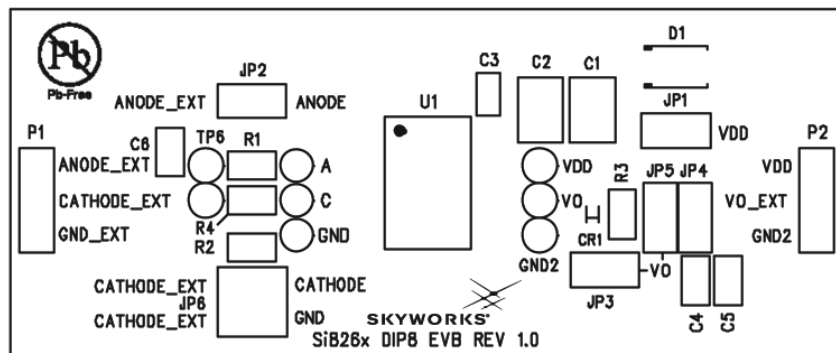 Pb
Pb-Free
JP2
ANODE_EXT ANODE
C3
C2
C1
D1
JP1
VDD
U1
P1
C6
TP6
R1
ANODE_EXT
A
CATHODE_EXT
C
GND_EXT
R4
GND
R2
VDD
VO
GND2
CR1
R3
JP5
JP4
P2
VDD
VO_EXT
GND2
CATHODE_EXT CATHODE
JP6
CATHODE_EXT GND
JP3
VO
C4
C5
SKYWORKS®
Si826x DIP8 EVB REV 1.0